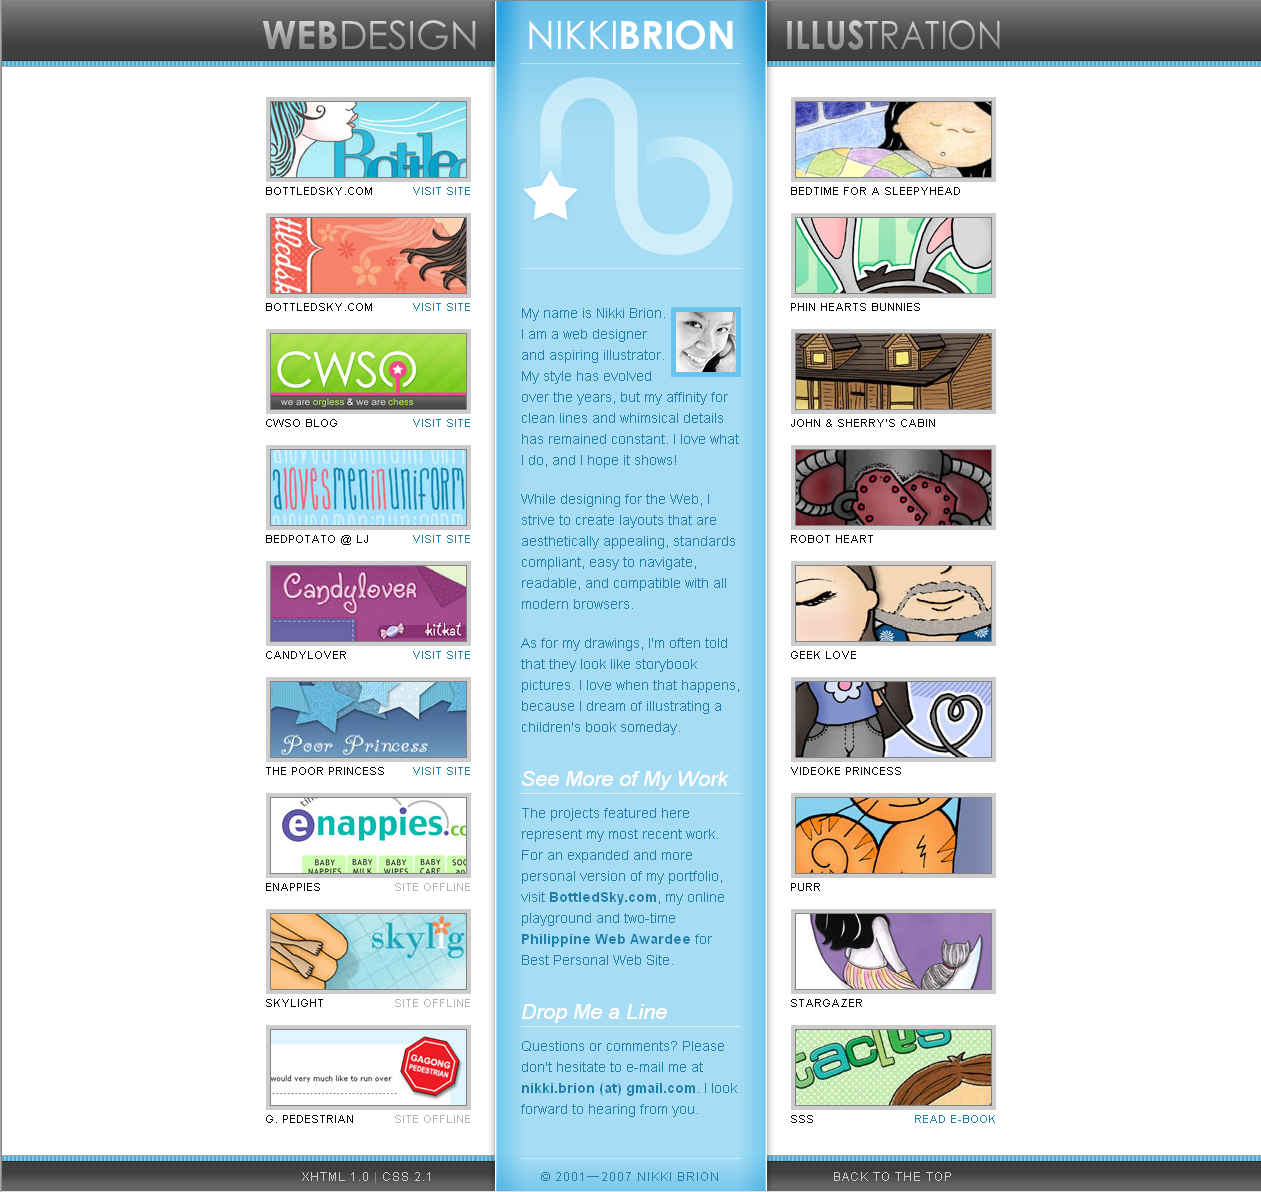 WEBDESIGN
NIKKIBRION
ILLUSTRATION
Bottled
BOTTLEDSKY.COM VISIT SITE
ttledsk
BOTTLEDSKY.COM VISIT SITE
CWSO
we are orgless & we are chess
CWSO BLOG VISIT SITE
a lovesmeninuniform
BEDPOTATO @ LJ VISIT SITE
Candylover
kitkat
CANDYLOVER VISIT SITE
Poor Princess
THE POOR PRINCESS VISIT SITE
enappies.co
BABY NAPPIES
BABY MILK
BABY WIPES
BABY CARE
ENAPPIES SITE OFFLINE
skylig
SKYLIGHT SITE OFFLINE
GAGONG
PEDESTRIAN
would very much like to run over
G. PEDESTRIAN SITE OFFLINE
My name is Nikki Brion.
I am a web designer
and aspiring illustrator.
My style has evolved
over the years, but my affinity for
clean lines and whimsical details
has remained constant. I love what
I do, and I hope it shows!
While designing for the Web, I
strive to create layouts that are
aesthetically appealing, standards
compliant, easy to navigate,
readable, and compatible with all
modern browsers.
As for my drawings, I'm often told
that they look like storybook
pictures. I love when that happens,
because I dream of illustrating a
children's book someday.
See More of My Work
The projects featured here
represent my most recent work.
For an expanded and more
personal version of my portfolio,
visit BottledSky.com, my online
playground and two-time
Philippine Web Awardee for
Best Personal Web Site.
Drop Me a Line
Questions or comments? Please
don't hesitate to e-mail me at
nikki.brion (at) gmail.com. I look
forward to hearing from you.
BEDTIME FOR A SLEEPYHEAD
PHIN HEARTS BUNNIES
JOHN & SHERRY'S CABIN
ROBOT HEART
GEEK LOVE
VIDEOKE PRINCESS
PURR
STARGAZER
tacles
SSS READ E-BOOK
XHTML 1.0 | CSS 2.1
© 2001—2007 NIKKI BRION
BACK TO THE TOP